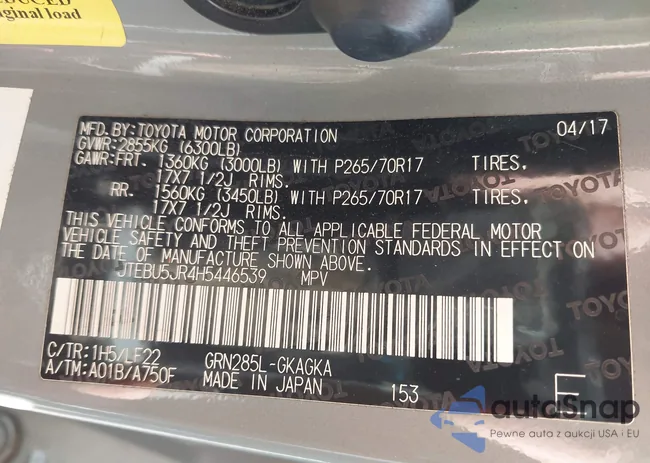 original load
MFD.BY:TOYOTA MOTOR CORPORATION 04/17
GVWR:2855KG (6300LB)
GAWR:FRT. 1360KG (3000LB) WITH P265/70R17 TIRES,
17X7 1/2J RIMS.
RR. 1560KG (3450LB) WITH P265/70R17 TIRES,
17X7 1/2J RIMS.
THIS VEHICLE CONFORMS TO ALL APPLICABLE FEDERAL MOTOR
VEHICLE SAFETY AND THEFT PREVENTION STANDARDS IN EFFECT ON
THE DATE OF MANUFACTURE SHOWN ABOVE.
JTEBU5JR4H5446539 MPV
C/TR:1H5/LF22 GRN285L-GKAGKA
A/TM:A01B/A750F MADE IN JAPAN 153 E
autoSnap
Pewne auta z aukcji USA i EU